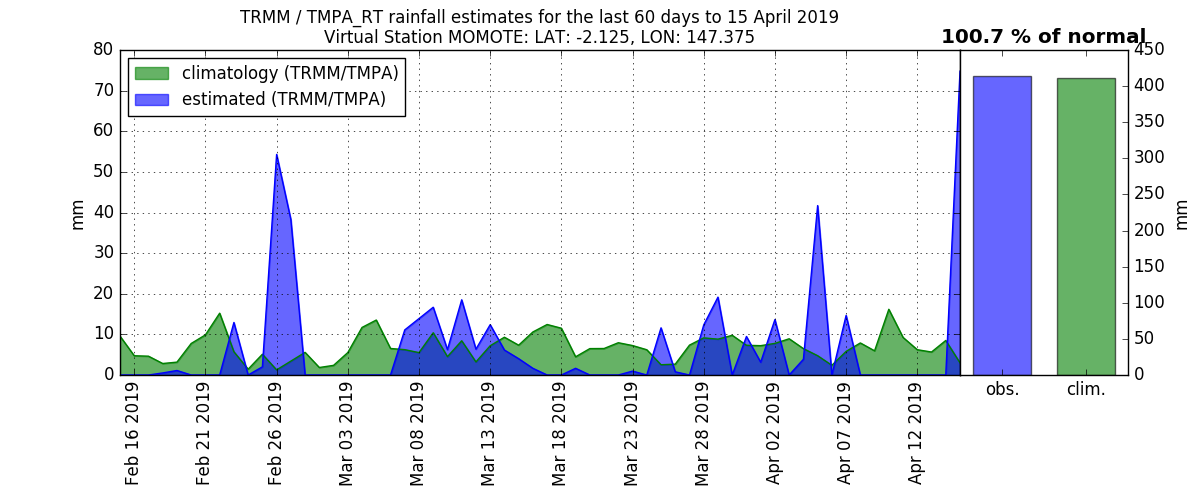 TRMM / TMPA_RT rainfall estimates for the last 60 days to 15 April 2019
Virtual Station MOMOTE: LAT: -2.125, LON: 147.375
100.7 % of normal
climatology (TRMM/TMPA)
estimated (TRMM/TMPA)
mm
80
70
60
50
40
30
20
10
0
Feb 16 2019
Feb 21 2019
Feb 26 2019
Mar 03 2019
Mar 08 2019
Mar 13 2019
Mar 18 2019
Mar 23 2019
Mar 28 2019
Apr 02 2019
Apr 07 2019
Apr 12 2019
obs.
clim.
450
400
350
300
250
200
150
100
50
0
mm